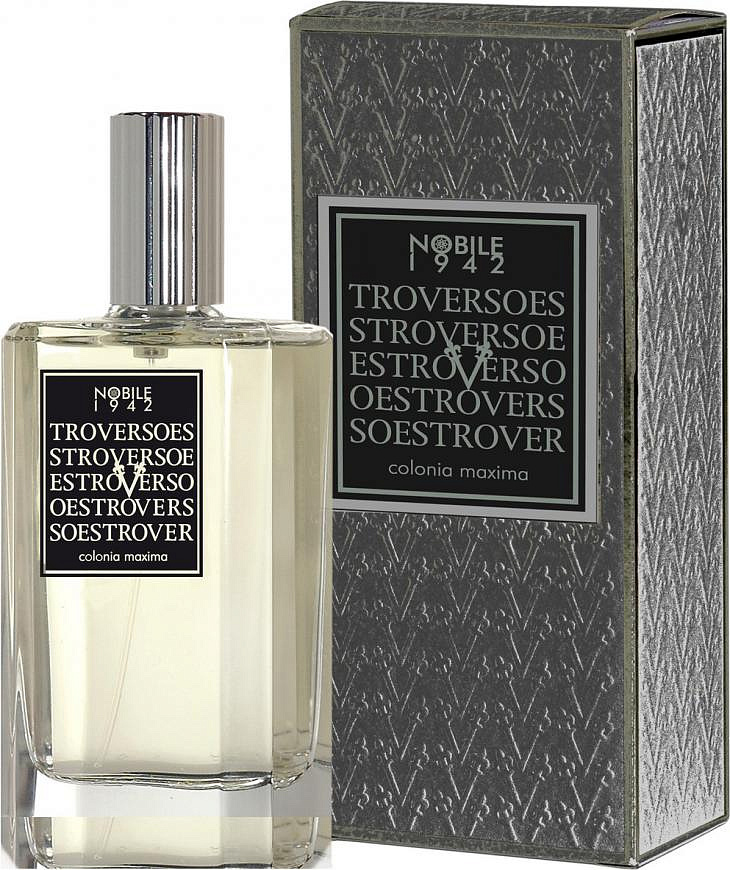 NOBILE
1942
TROVERSOES
STROVERSOE
ESTROVERSO
OESTROVERS
SOESTROVER
colonia maxima
NOBILE
1942
TROVERSOES
STROVERSOE
ESTROVERSO
OESTROVERS
SOESTROVER
colonia maxima